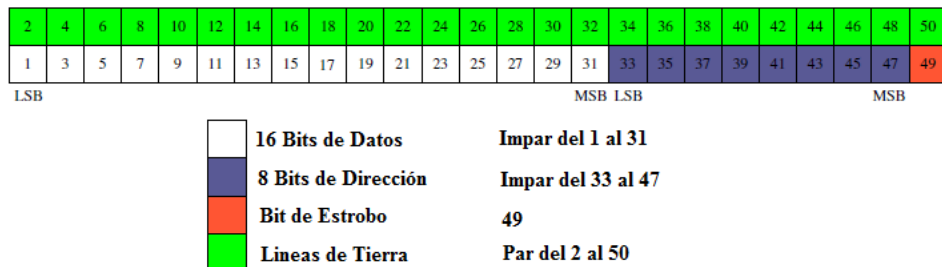 2 4 6 8 10 12 14 16 18 20 22 24 26 28 30 32 34 36 38 40 42 44 46 48 50
1 3 5 7 9 11 13 15 17 19 21 23 25 27 29 31 33 35 37 39 41 43 45 47 49
LSB MSB LSB MSB
16 Bits de Datos Impar del 1 al 31
8 Bits de Dirección Impar del 33 al 47
Bit de Estrobo 49
Lineas de Tierra Par del 2 al 50